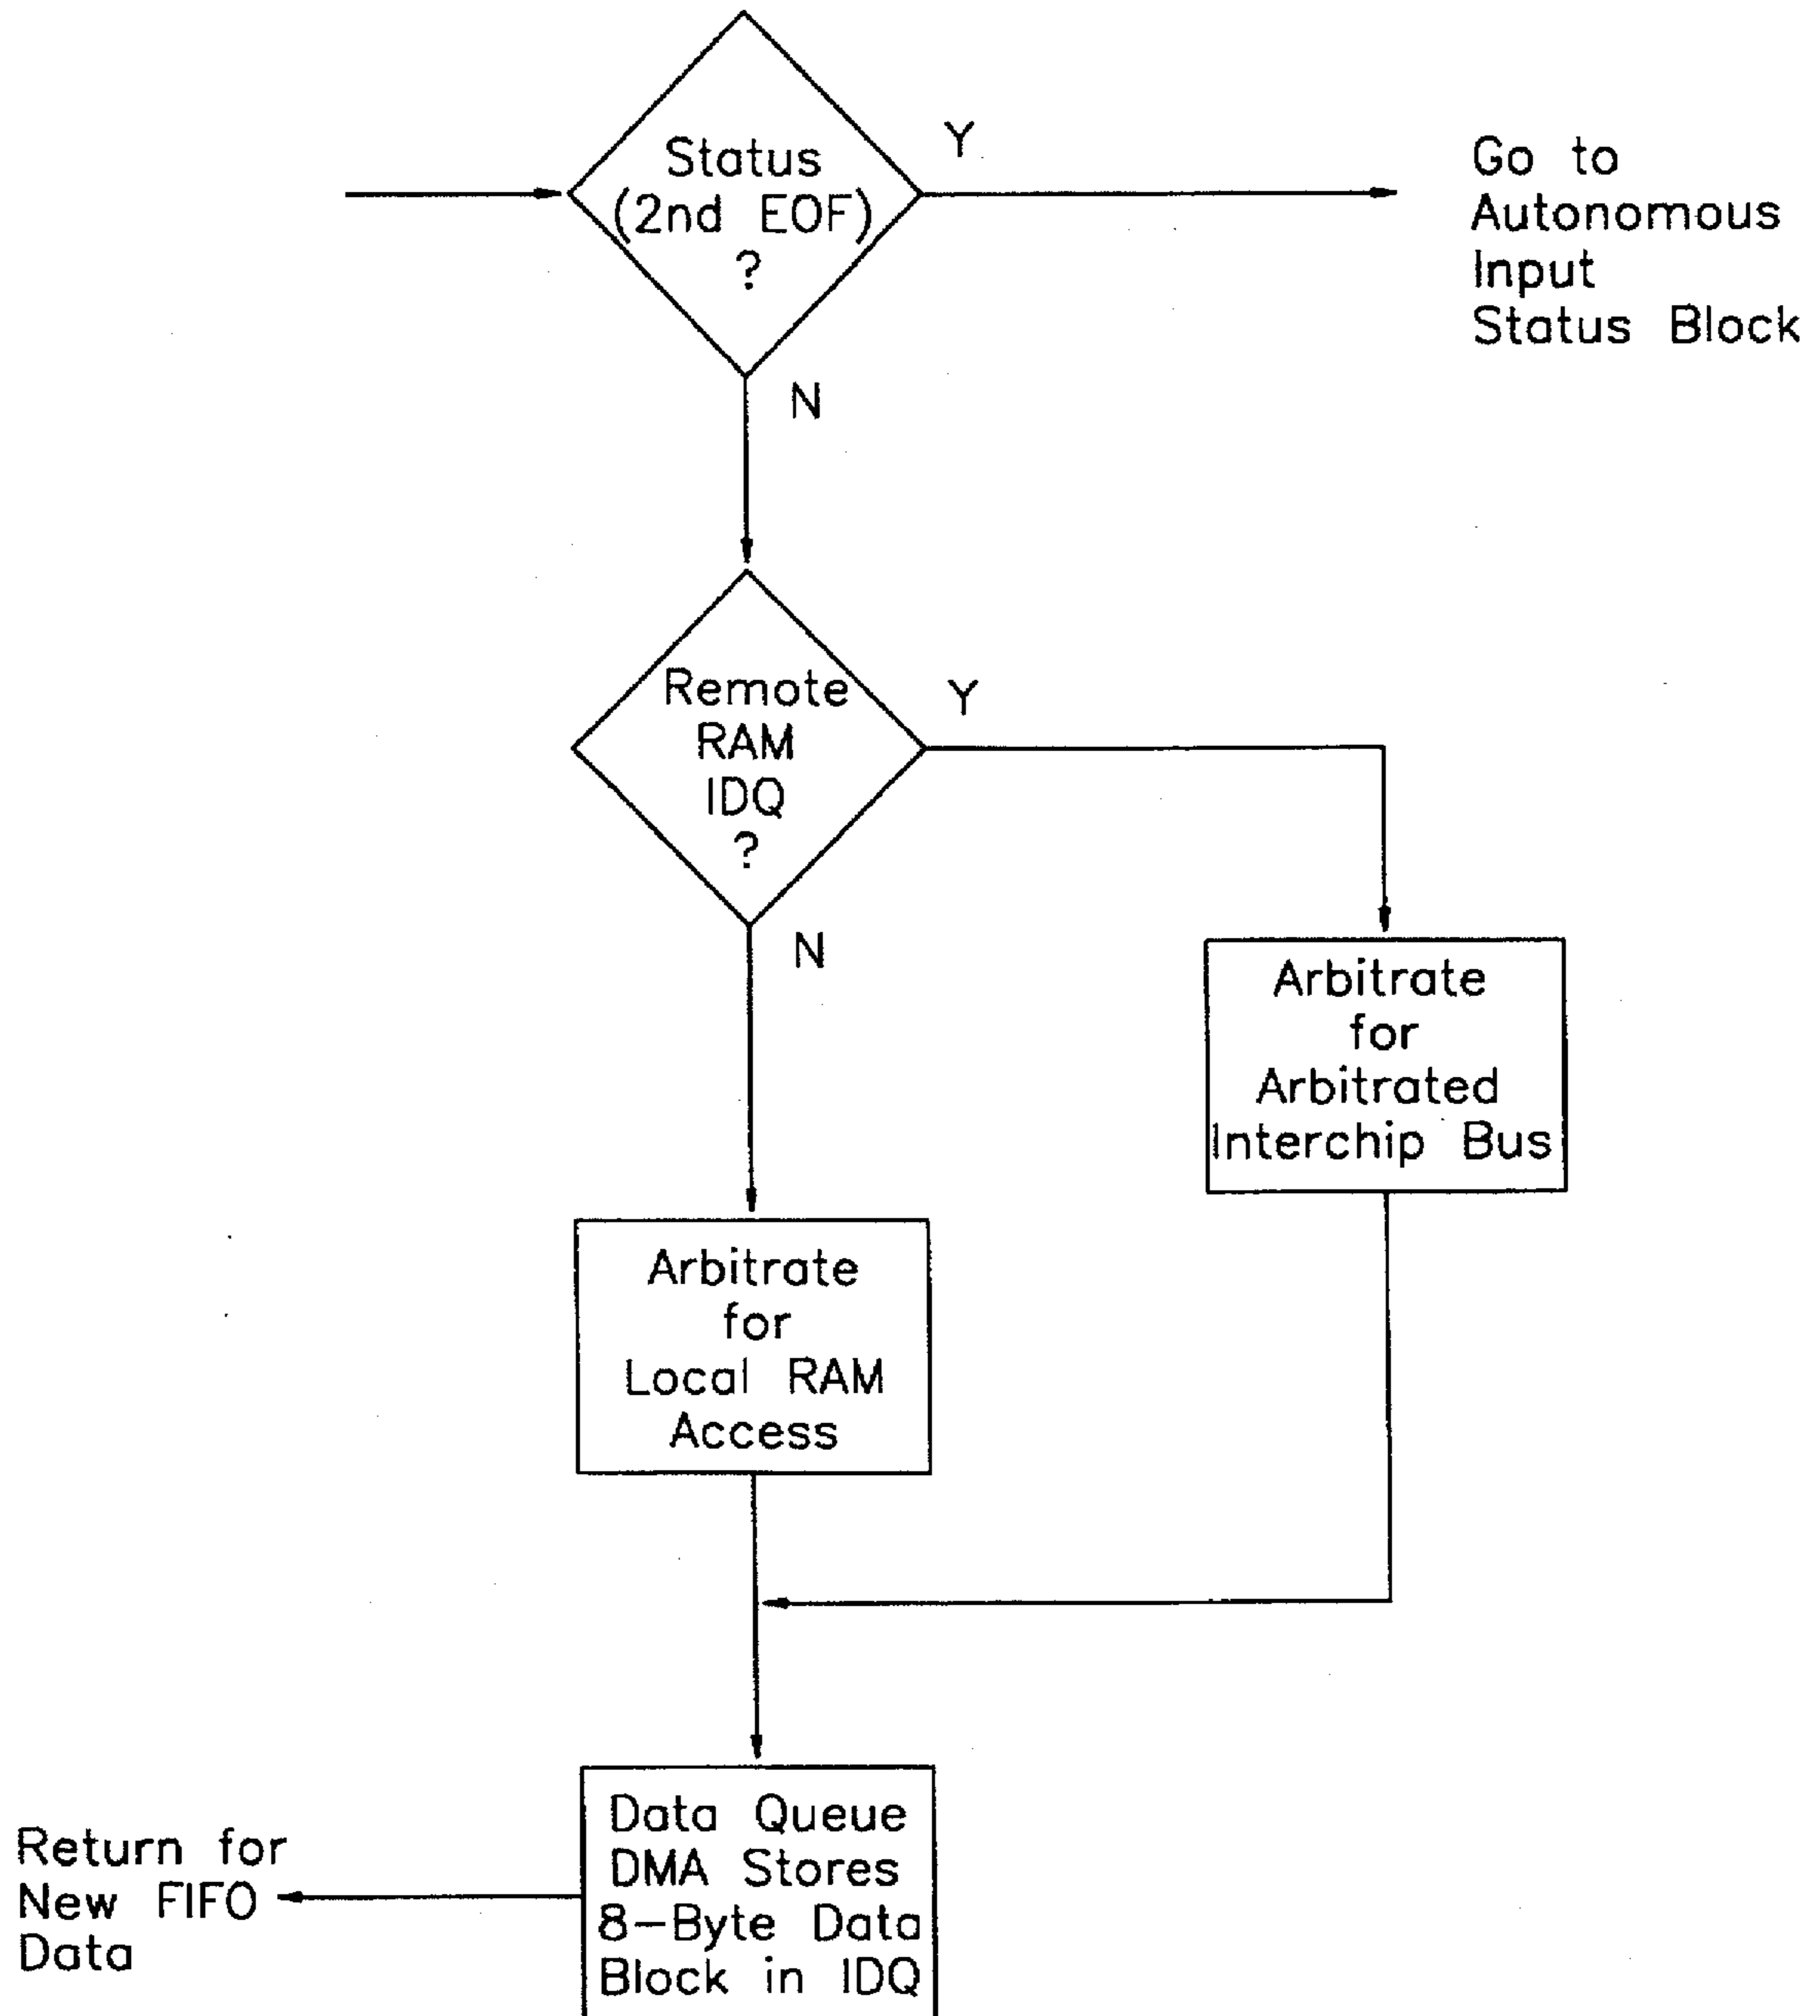 Status
(2nd EOF)
?
Y
Go to
Autonomous
Input
Status Block
N
Remote
RAM
IDQ
?
Y
N
Arbitrate
for
Arbitrated
Interchip Bus
Arbitrate
for
Local RAM
Access
Data Queue
DMA Stores
8-Byte Data
Block in IDQ
Return for
New FIFO
Data